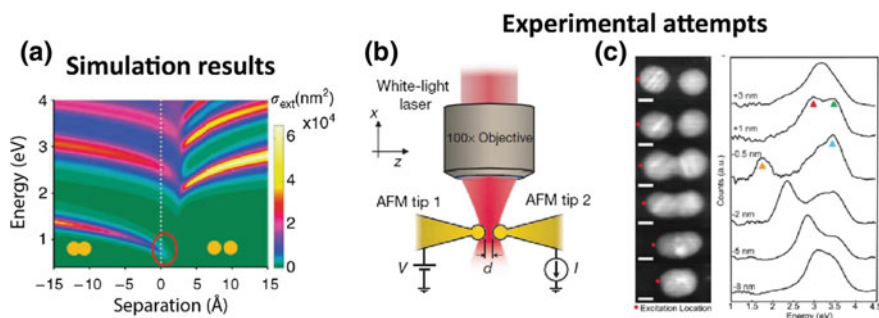 Experimental attempts
(a)
Simulation results
σext(nm²)
x10⁴
4
3
2
1
Energy (eV)
6
4
2
0
-15
-10
-5
0
5
10
15
Separation (Å)
(b)
White-light
laser
x
z
100× Objective
AFM tip 1
AFM tip 2
V
d
I
(c)
+3 nm
+1 nm
-0.5 nm
-2 nm
-5 nm
-8 nm
Counts (a.u.)
* Excitation Location
1
1.5
2
2.5
3
3.5
4
4.5
Energy (eV)